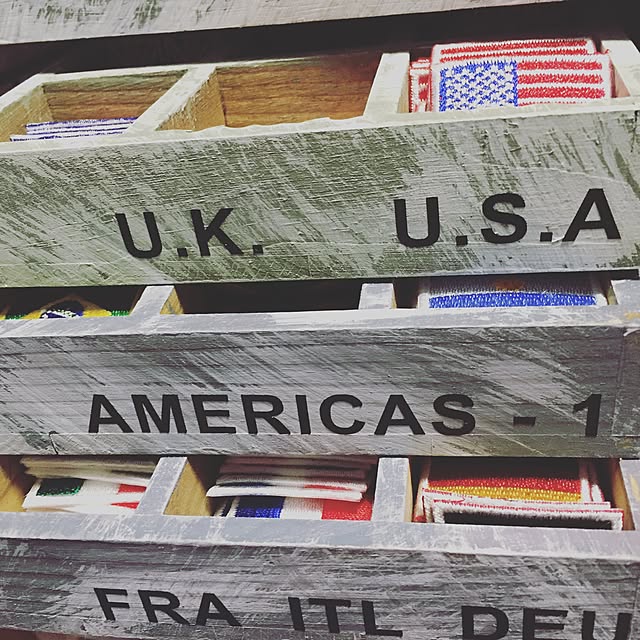 U.K. U.S.A
AMERICAS - 1
FRA ITL DEU